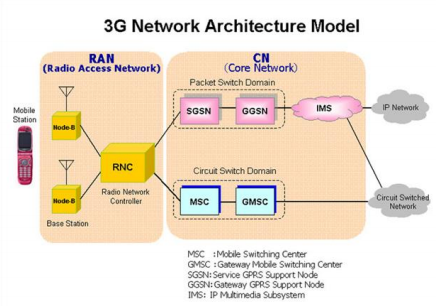 3G Network Architecture Model
RAN
(Radio Access Network)
CN
(Core Network)
Packet Switch Domain
Mobile
Station
Node-B
SGSN
GGSN
IMS
IP Network
RNC
Radio Network
Controller
Circuit Switch Domain
Node-B
Base Station
MSC
GMSC
Circuit Switched
Network
MSC : Mobile Switching Center
GMSC : Gateway Mobile Switching Center
SGSN: Service GPRS Support Node
GGSN: Gateway GPRS Support Node
IMS: IP Multimedia Subsystem